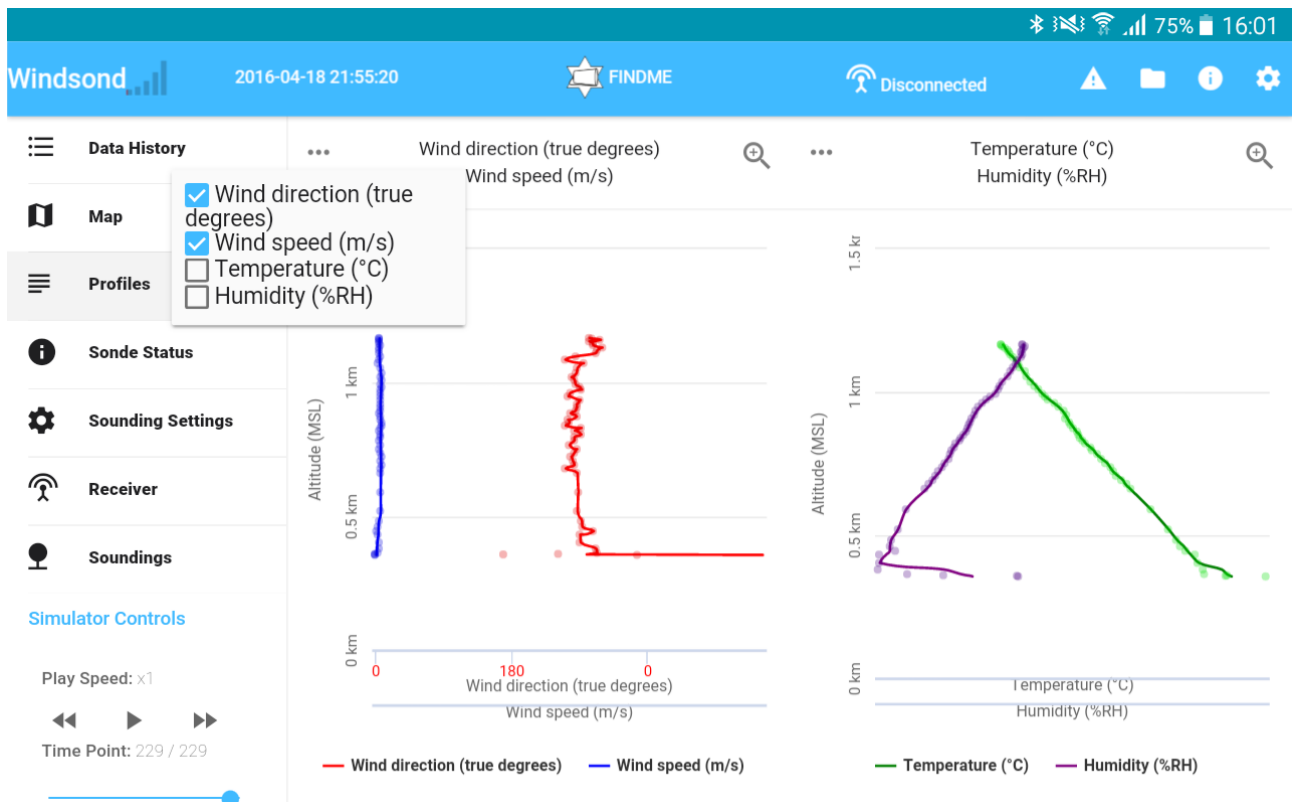 75% 16:01
Windsond
2016-04-18 21:55:20
FINDME
Disconnected
Data History
Map
Profiles
Sonde Status
Sounding Settings
Receiver
Soundings
Simulator Controls
Play Speed: x1
Time Point: 229 / 229
Wind direction (true
degrees)
Wind speed (m/s)
Temperature (°C)
Humidity (%RH)
Wind direction (true degrees)
Wind speed (m/s)
Altitude (MSL)
1 km
0.5 km
0 km
0 180 0
Wind direction (true degrees)
Wind speed (m/s)
Wind direction (true degrees) Wind speed (m/s)
Temperature (°C)
Humidity (%RH)
Altitude (MSL)
1.5
1 km
0.5 km
0 km
Temperature (°C)
Humidity (%RH)
Temperature (°C) Humidity (%RH)